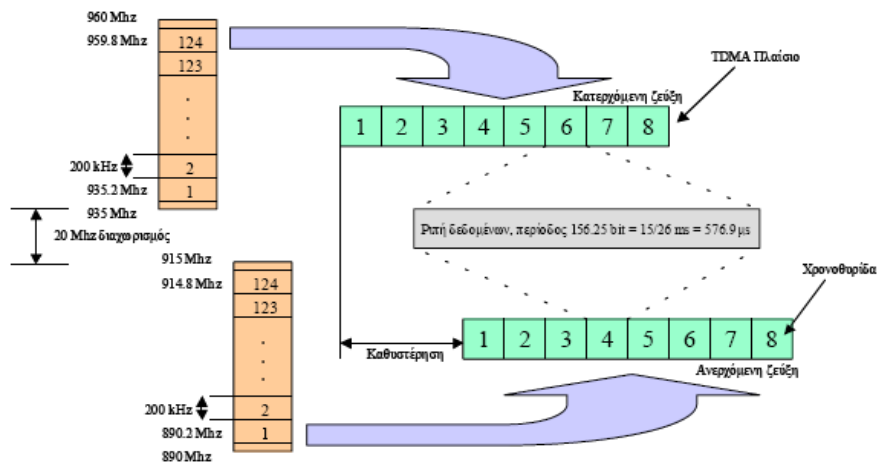 960 Mhz
959.8 Mhz
124
123
TDMA Πλαίσιο
Κατερχόμενη ζεύξη
1 2 3 4 5 6 7 8
200 kHz
2
935.2 Mhz
1
935 Mhz
20 Mhz διαχωρισμός
Ριπή δεδομένων, περίοδος 156.25 bit = 15/26 ms = 576.9 μs
915 Mhz
914.8 Mhz
124
123
Χρονοθυρίδα
1 2 3 4 5 6 7 8
Καθυστέρηση
Ανερχόμενη ζεύξη
200 kHz
2
890.2 Mhz
1
890 Mhz